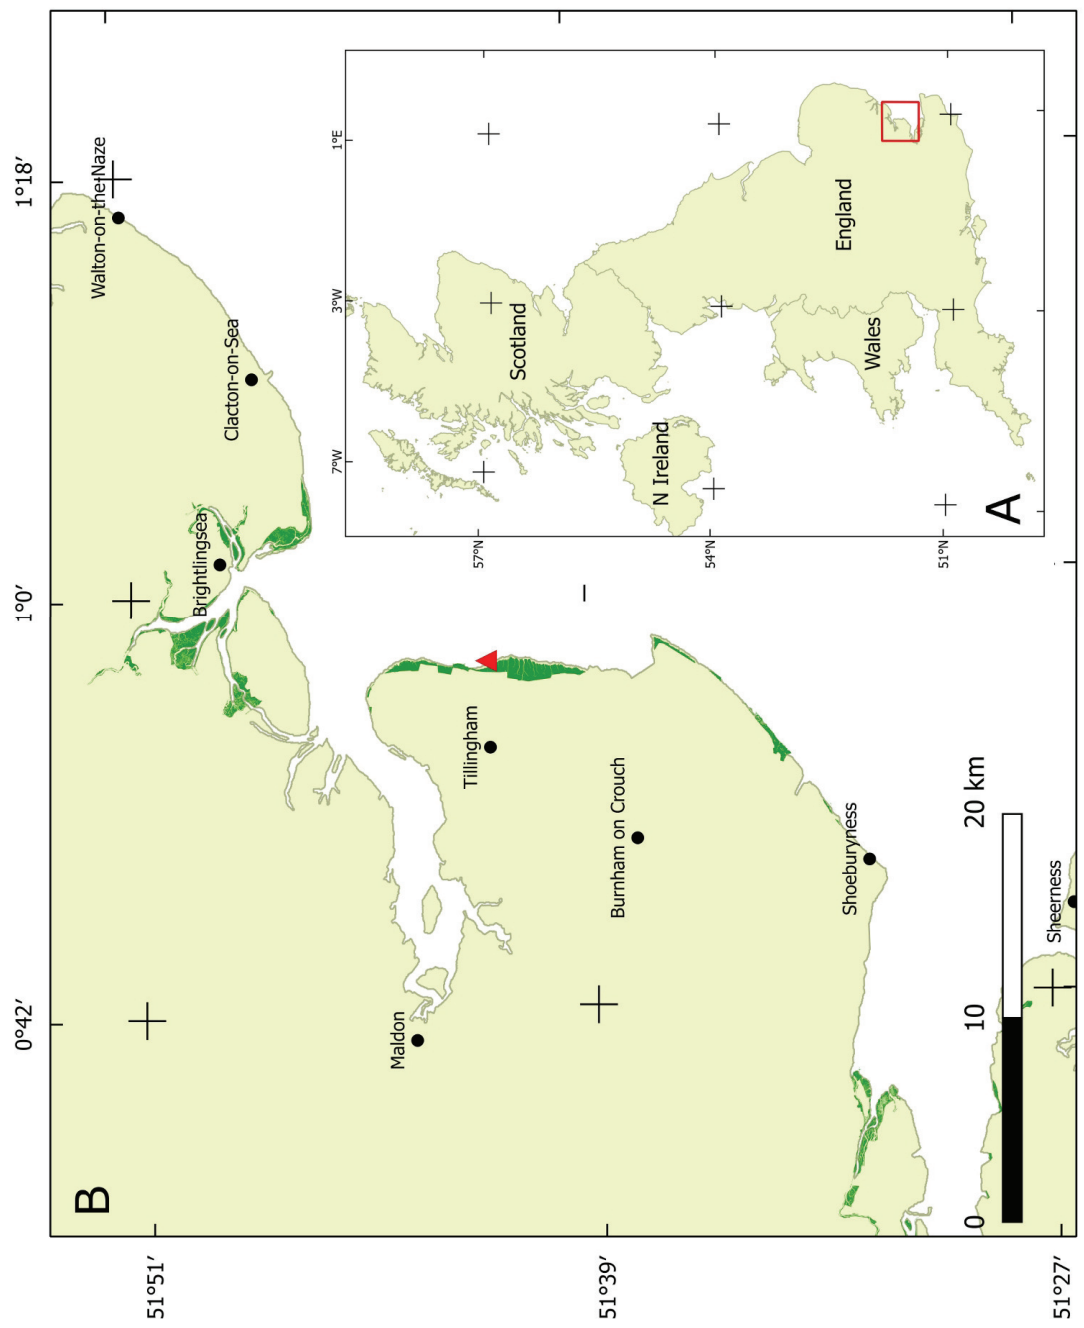 B
0°42′
1°0′
1°18′
51°51′
51°39′
51°27′
Walton-on-the-Naze
Clacton-on-Sea
Brightlingsea
Tillingham
Maldon
Burnham on Crouch
Shoeburyness
Sheerness
0
10
20 km
A
7°W
3°W
1°E
57°N
54°N
51°N
Scotland
N Ireland
England
Wales